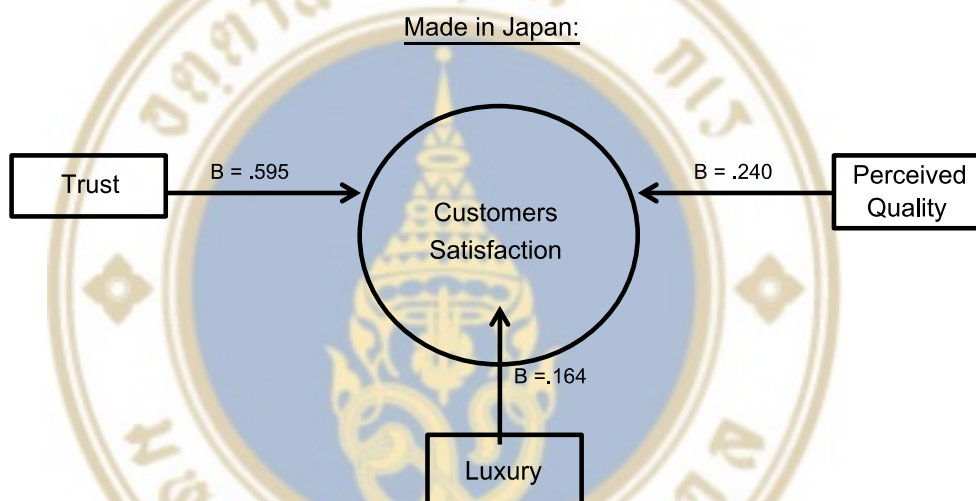 Made in Japan:
Trust
B = .595
Customers
Satisfaction
B = .240
Perceived
Quality
B =.164
Luxury